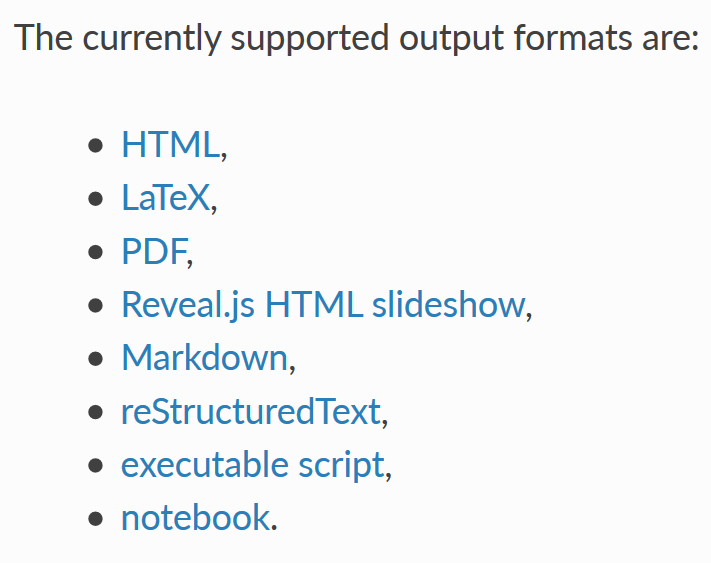 The currently supported output formats are:
• HTML,
• LaTeX,
• PDF,
• Reveal.js HTML slideshow,
• Markdown,
• reStructuredText,
• executable script,
• notebook.